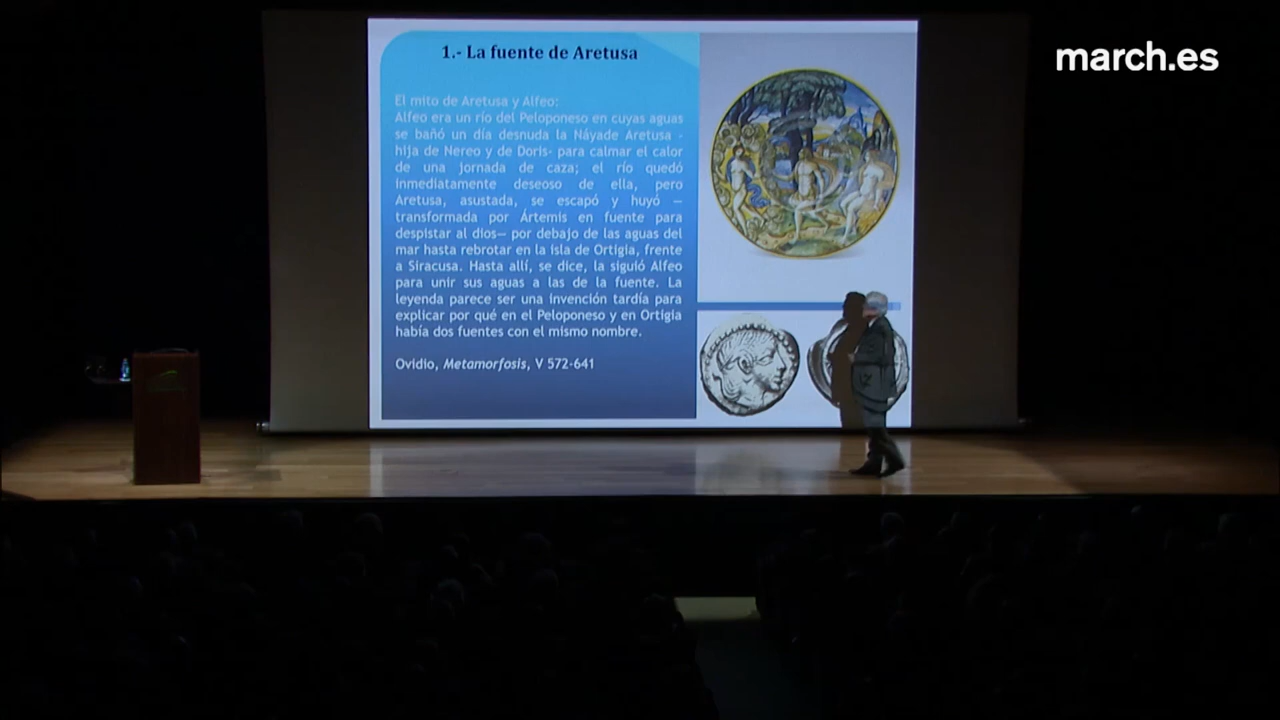 march.es
1.- La fuente de Aretusa
El mito de Aretusa y Alfeo:
Alfeo era un río del Peloponeso en cuyas aguas
se bañó un día desnuda la Náyade Aretusa -
hija de Nereo y de Doris- para calmar el calor
de una jornada de caza; el río quedó
inmediatamente deseoso de ella, pero
Aretusa, asustada, se escapó y huyó —
transformada por Ártemis en fuente para
despistar al dios— por debajo de las aguas del
mar hasta rebrotar en la isla de Ortigia, frente
a Siracusa. Hasta allí, se dice, la siguió Alfeo
para unir sus aguas a las de la fuente. La
leyenda parece ser una invención tardía para
explicar por qué en el Peloponeso y en Ortigia
había dos fuentes con el mismo nombre.
Ovidio, Metamorfosis, V 572-641